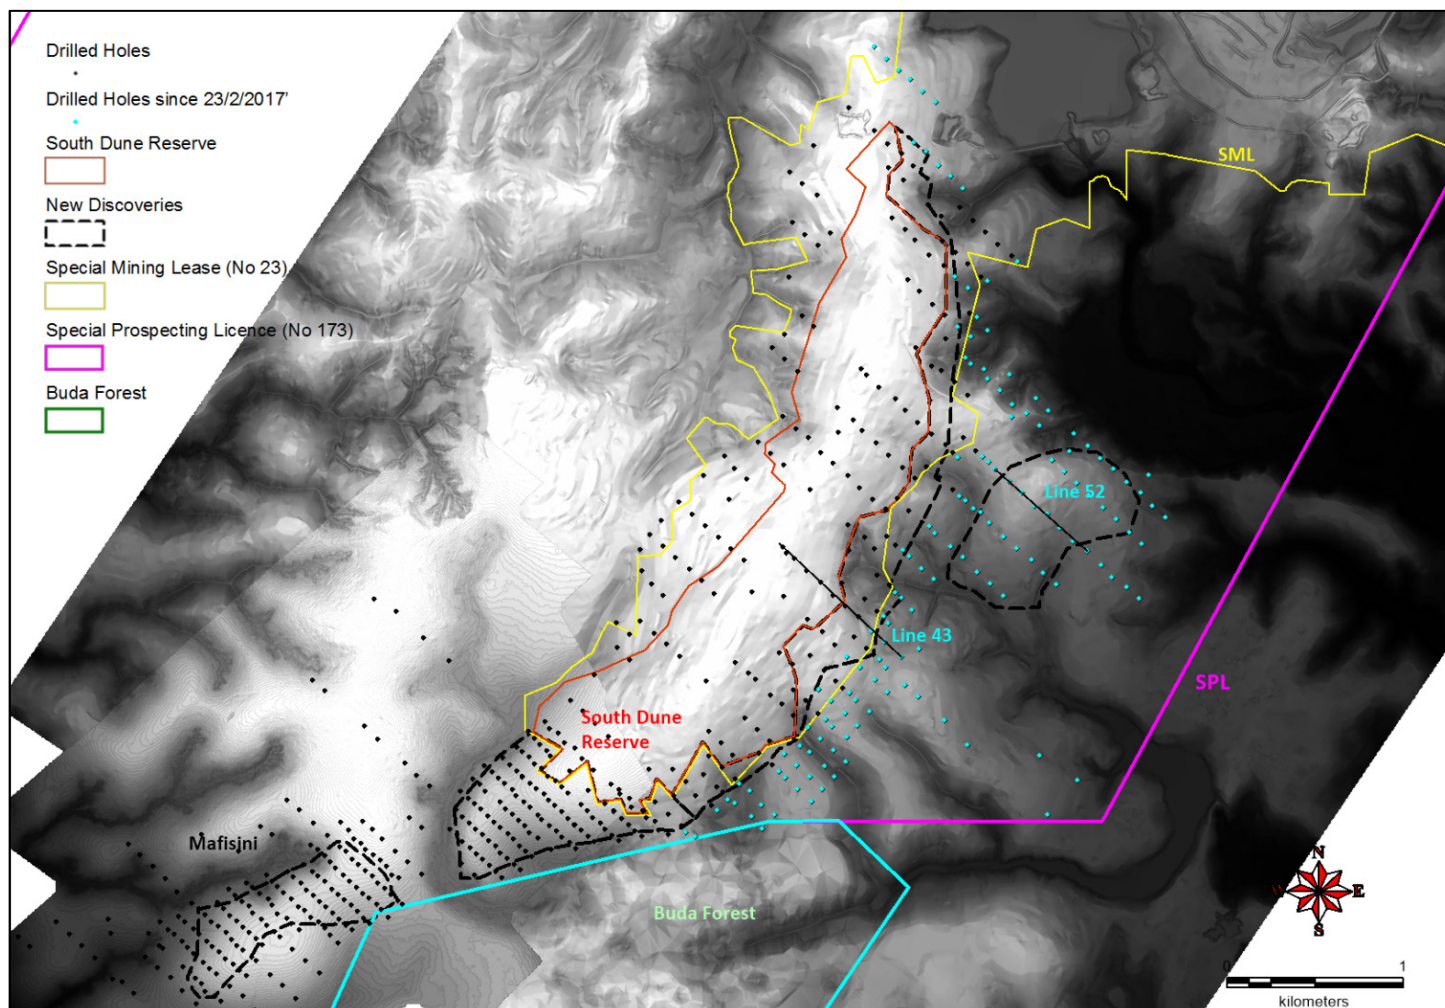 Drilled Holes
Drilled Holes since 23/2/2017'
South Dune Reserve
New Discoveries
Special Mining Lease (No 23)
Special Prospecting Licence (No 173)
Buda Forest
SML
Line 52
Line 43
SPL
South Dune
Reserve
Mafisini
Buda Forest
N
W E
S
0 1
kilometers